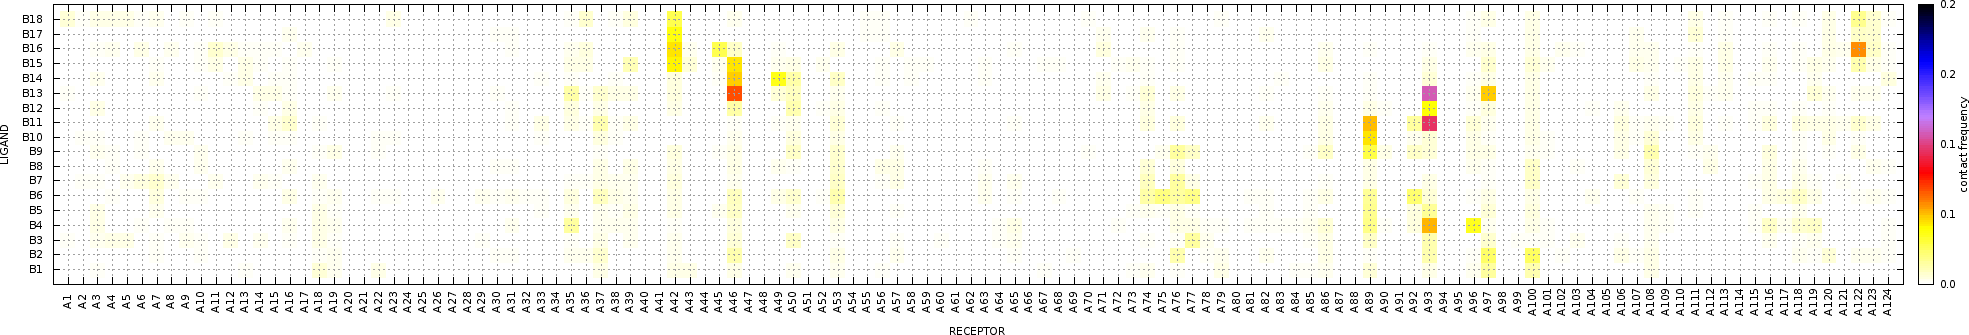 B18
B17
B16
B15
B14
B13
B12
B11
B10
B9
B8
B7
B6
B5
B4
B3
B2
B1
LIGAND
A1 A2 A3 A4 A5 A6 A7 A8 A9 A10 A11 A12 A13 A14 A15 A16 A17 A18 A19 A20 A21 A22 A23 A24 A25 A26 A27 A28 A29 A30 A31 A32 A33 A34 A35 A36 A37 A38 A39 A40 A41 A42 A43 A44 A45 A46 A47 A48 A49 A50 A51 A52 A53 A54 A55 A56 A57 A58 A59 A60 A61 A62 A63 A64 A65 A66 A67 A68 A69 A70 A71 A72 A73 A74 A75 A76 A77 A78 A79 A80 A81 A82 A83 A84 A85 A86 A87 A88 A89 A90 A91 A92 A93 A94 A95 A96 A97 A98 A99 A100 A101 A102 A103 A104 A105 A106 A107 A108 A109 A110 A111 A112 A113 A114 A115 A116 A117 A118 A119 A120 A121 A122 A123 A124
RECEPTOR
0.2
0.2
0.1
0.1
0.0
contact frequency